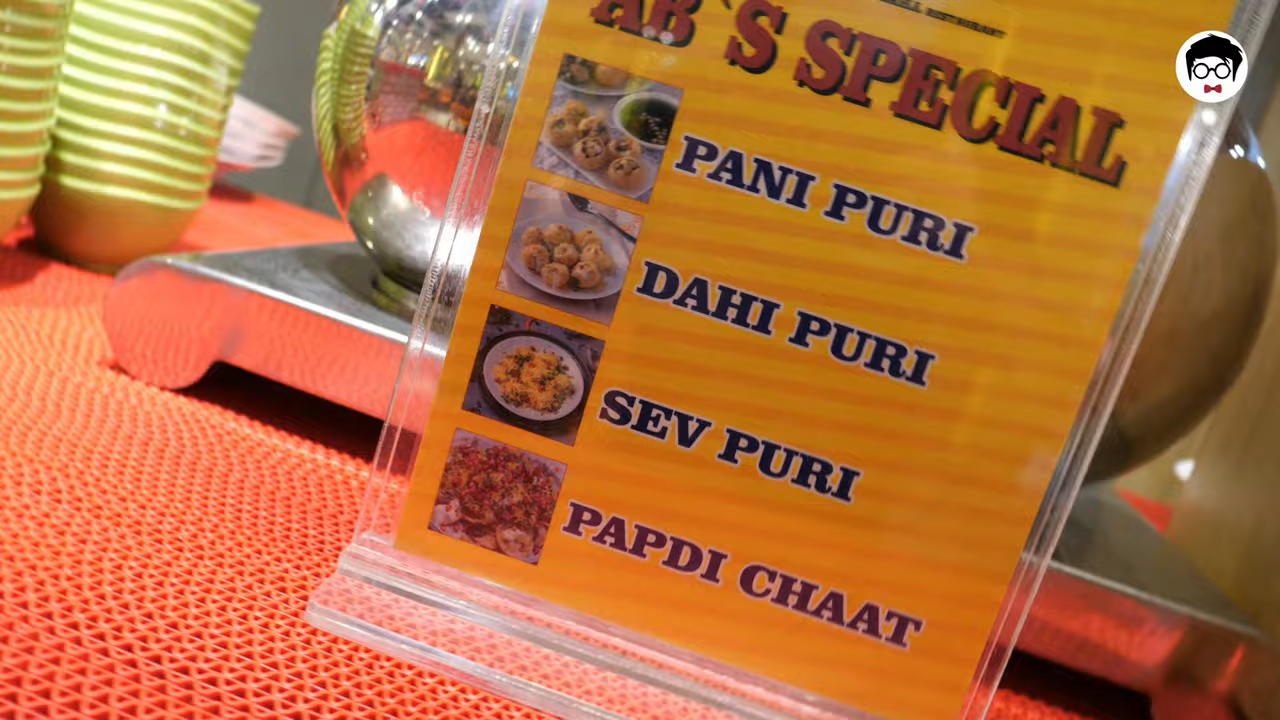 AB`S SPECIAL
PANI PURI
DAHI PURI
SEV PURI
PAPDI CHAAT